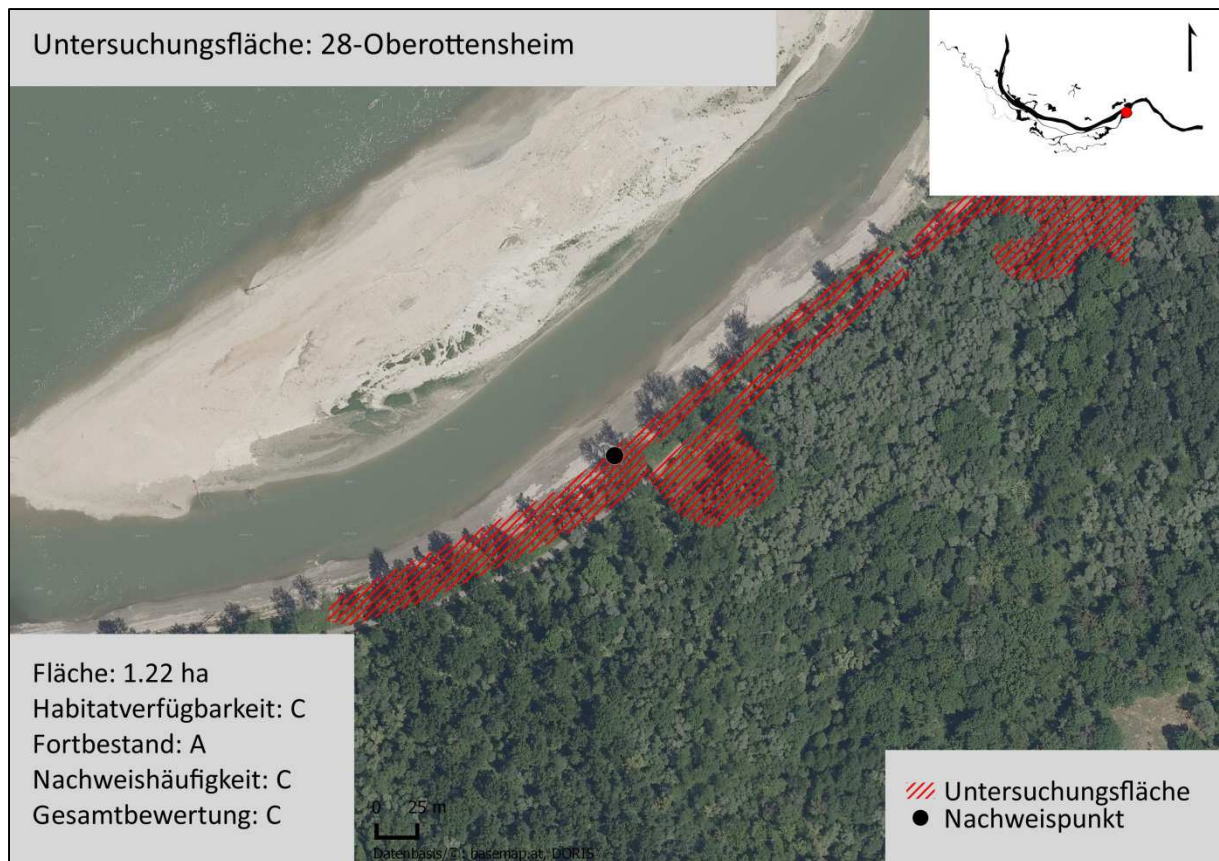 Untersuchungsfläche: 28-Oberottensheim
Fläche: 1.22 ha
Habitatverfügbarkeit: C
Fortbestand: A
Nachweishäufigkeit: C
Gesamtbewertung: C
0 25 m
Datenbasis/©: basemap.at, DORIS
Untersuchungsfläche
Nachweispunkt